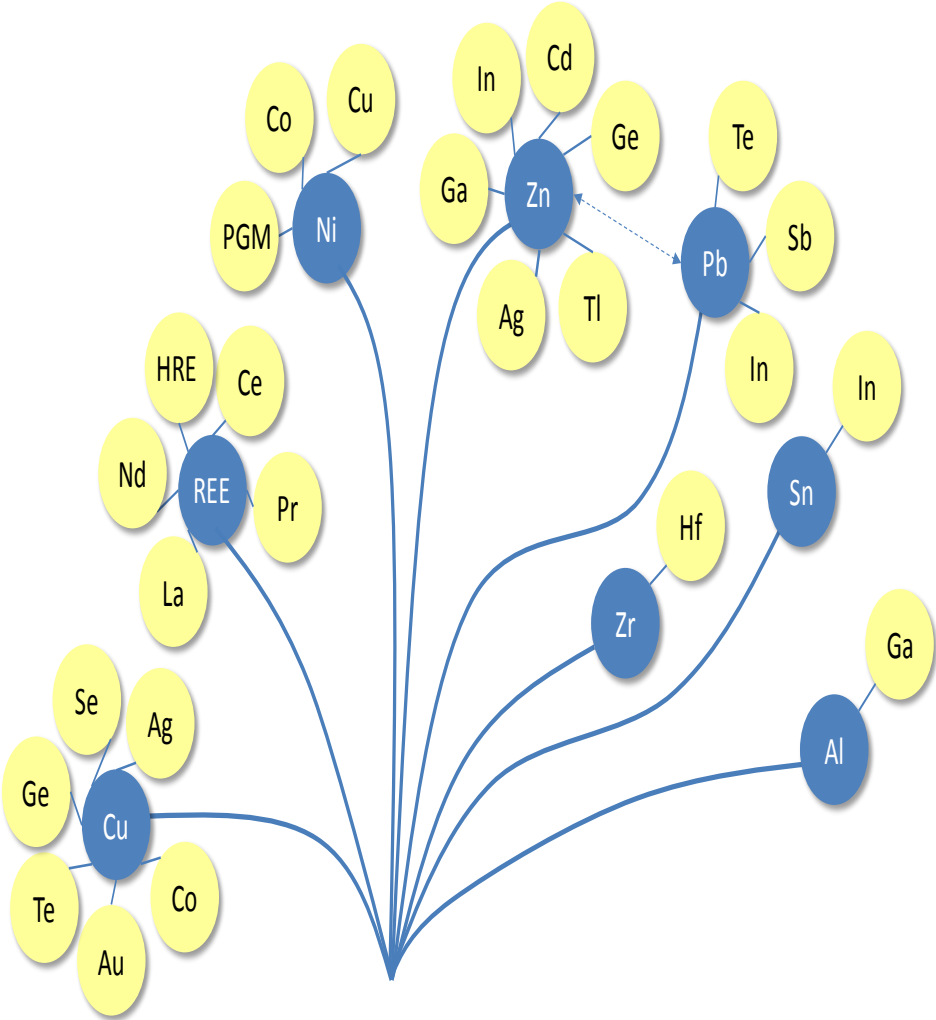 In
Cd
Cu
Co
Ge
Te
Ga
Zn
PGM
Ni
Sb
Pb
Ag
Tl
HRE
Ce
In
In
Nd
REE
Pr
Sn
La
Hf
Zr
Ga
Se
Ag
Al
Ge
Cu
Te
Co
Au